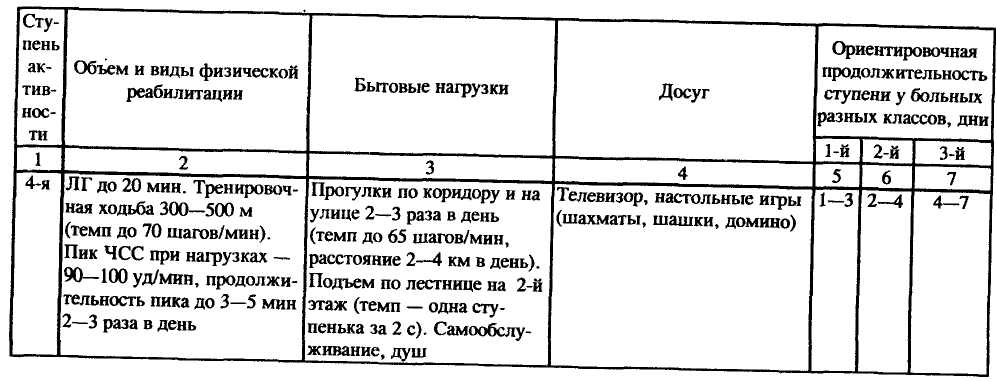 Сту-
пень
ак-
тив-
нос-
ти
Объем и виды физической
реабилитации
Бытовые нагрузки
Досуг
Ориентировочная
продолжительность
ступени у больных
разных классов, дни
1-й 2-й 3-й
1 2 3 4 5 6 7
4-я
ЛГ до 20 мин. Тренировоч-
ная ходьба 300—500 м
(темп до 70 шагов/мин).
Пик ЧСС при нагрузках —
90—100 уд/мин, продолжи-
тельность пика до 3—5 мин
2—3 раза в день
Прогулки по коридору и на
улице 2—3 раза в день
(темп до 65 шагов/мин,
расстояние 2—4 км в день).
Подъем по лестнице на 2-й
этаж (темп — одна сту-
пенька за 2 с). Самообслу-
живание, душ
Телевизор, настольные игры
(шахматы, шашки, домино)
1—3 2—4 4—7